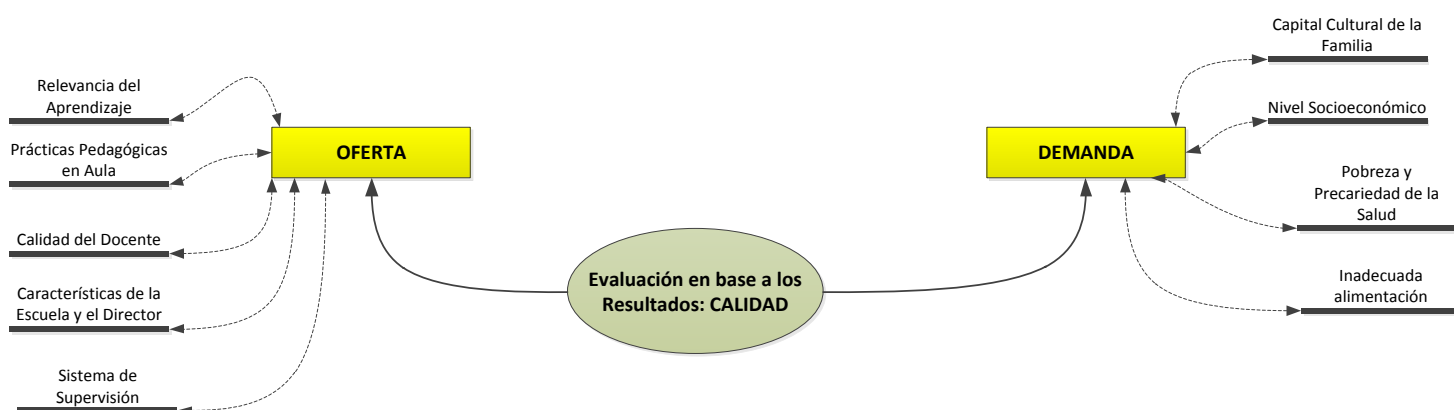 Relevancia del
Aprendizaje
Prácticas Pedagógicas
en Aula
Calidad del Docente
Características de la
Escuela y el Director
Sistema de
Supervisión
OFERTA
Evaluación en base a los
Resultados: CALIDAD
DEMANDA
Capital Cultural de la
Familia
Nivel Socioeconómico
Pobreza y
Precariedad de la
Salud
Inadecuada
alimentación